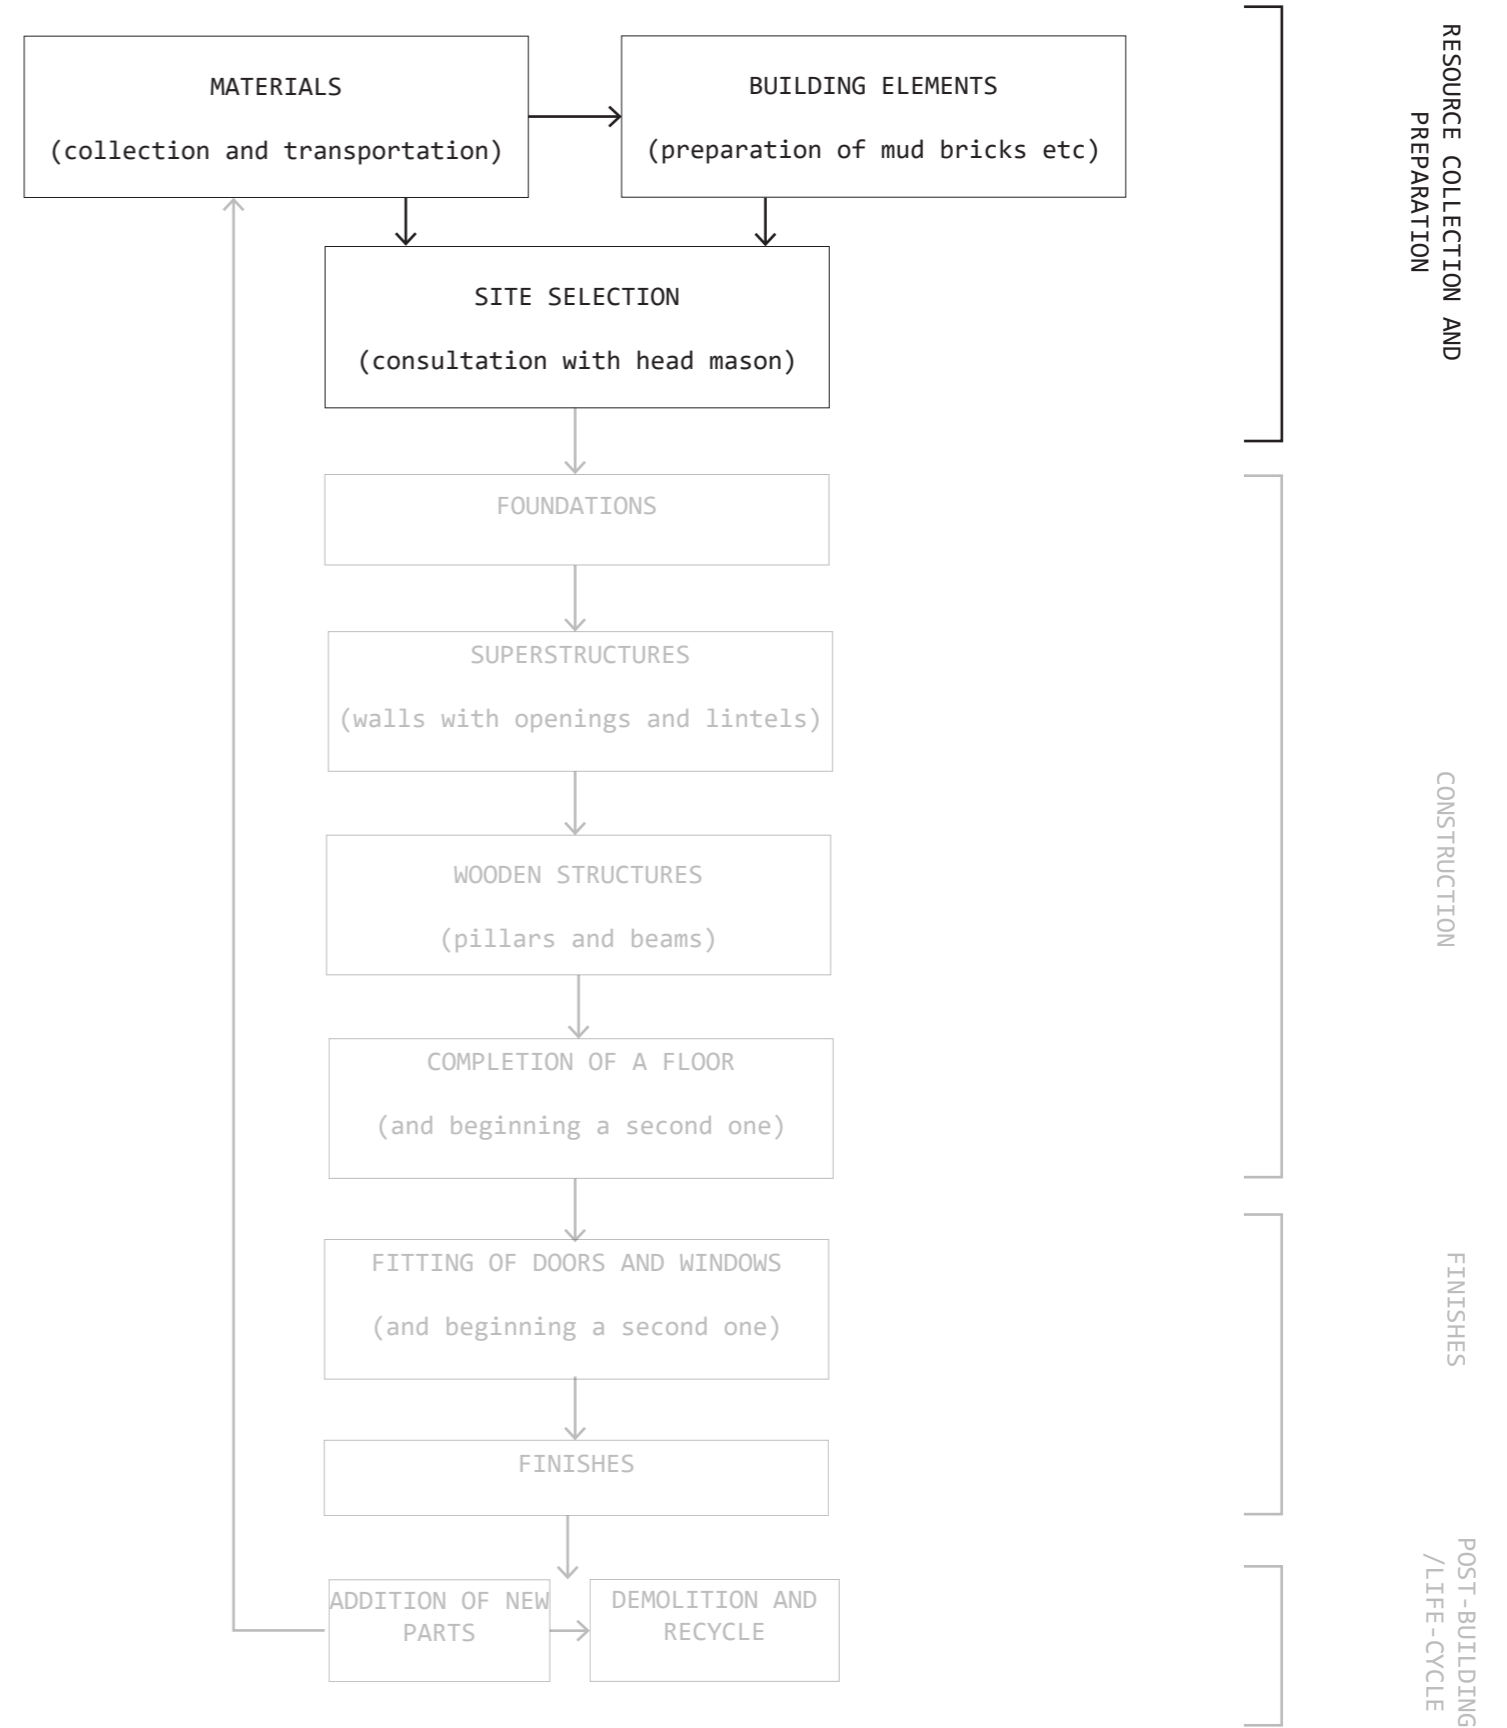 MATERIALS
(collection and transportation)
BUILDING ELEMENTS
(preparation of mud bricks etc)
SITE SELECTION
(consultation with head mason)
RESOURCE COLLECTION AND
PREPARATION
FOUNDATIONS
SUPERSTRUCTURES
(walls with openings and lintels)
WOODEN STRUCTURES
(pillars and beams)
COMPLETION OF A FLOOR
(and beginning a second one)
CONSTRUCTION
FITTING OF DOORS AND WINDOWS
(and beginning a second one)
FINISHES
FINISHES
ADDITION OF NEW
PARTS
DEMOLITION AND
RECYCLE
POST-BUILDING
/LIFE-CYCLE